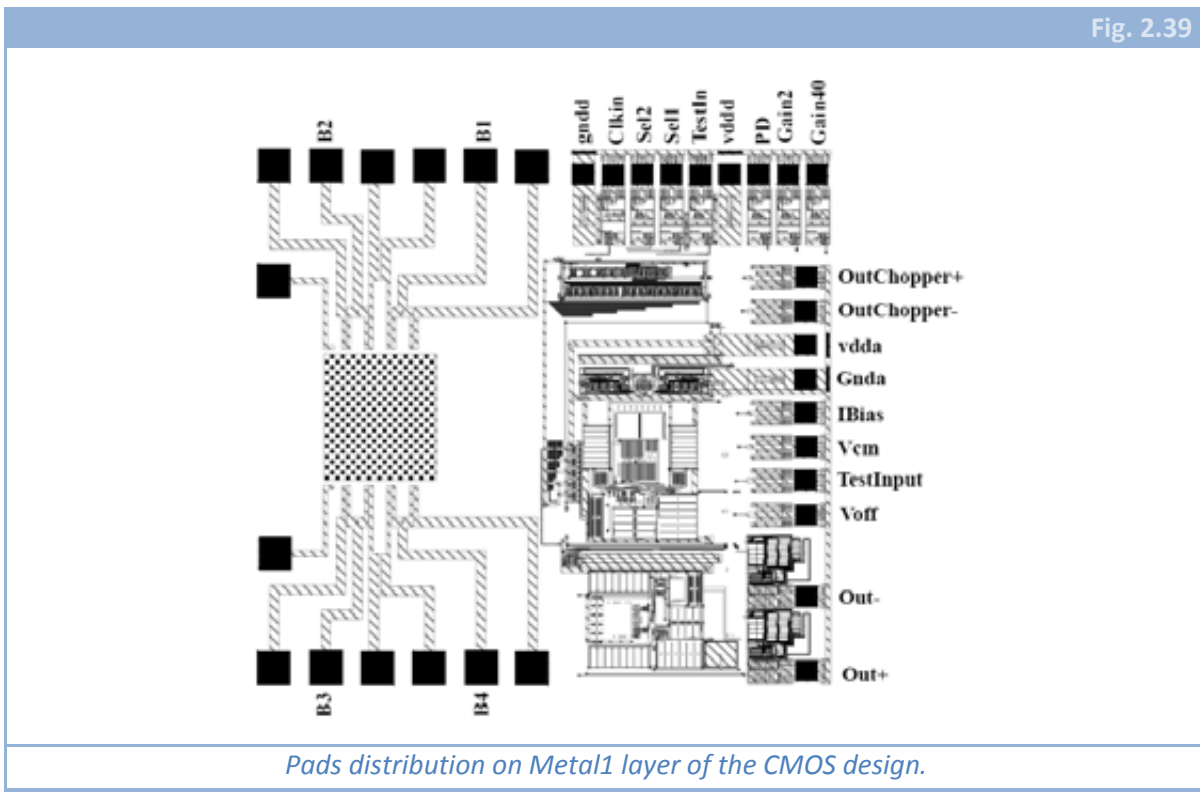 Fig. 2.39
B2
B1
gndd
Clkin
Sel2
Sel1
TestIn
vddd
PD
Gain2
Gain40
OutChopper+
OutChopper-
vdda
Gnda
IBias
Vcm
TestInput
Voff
Out-
Out+
B3
B4
Pads distribution on Metal1 layer of the CMOS design.